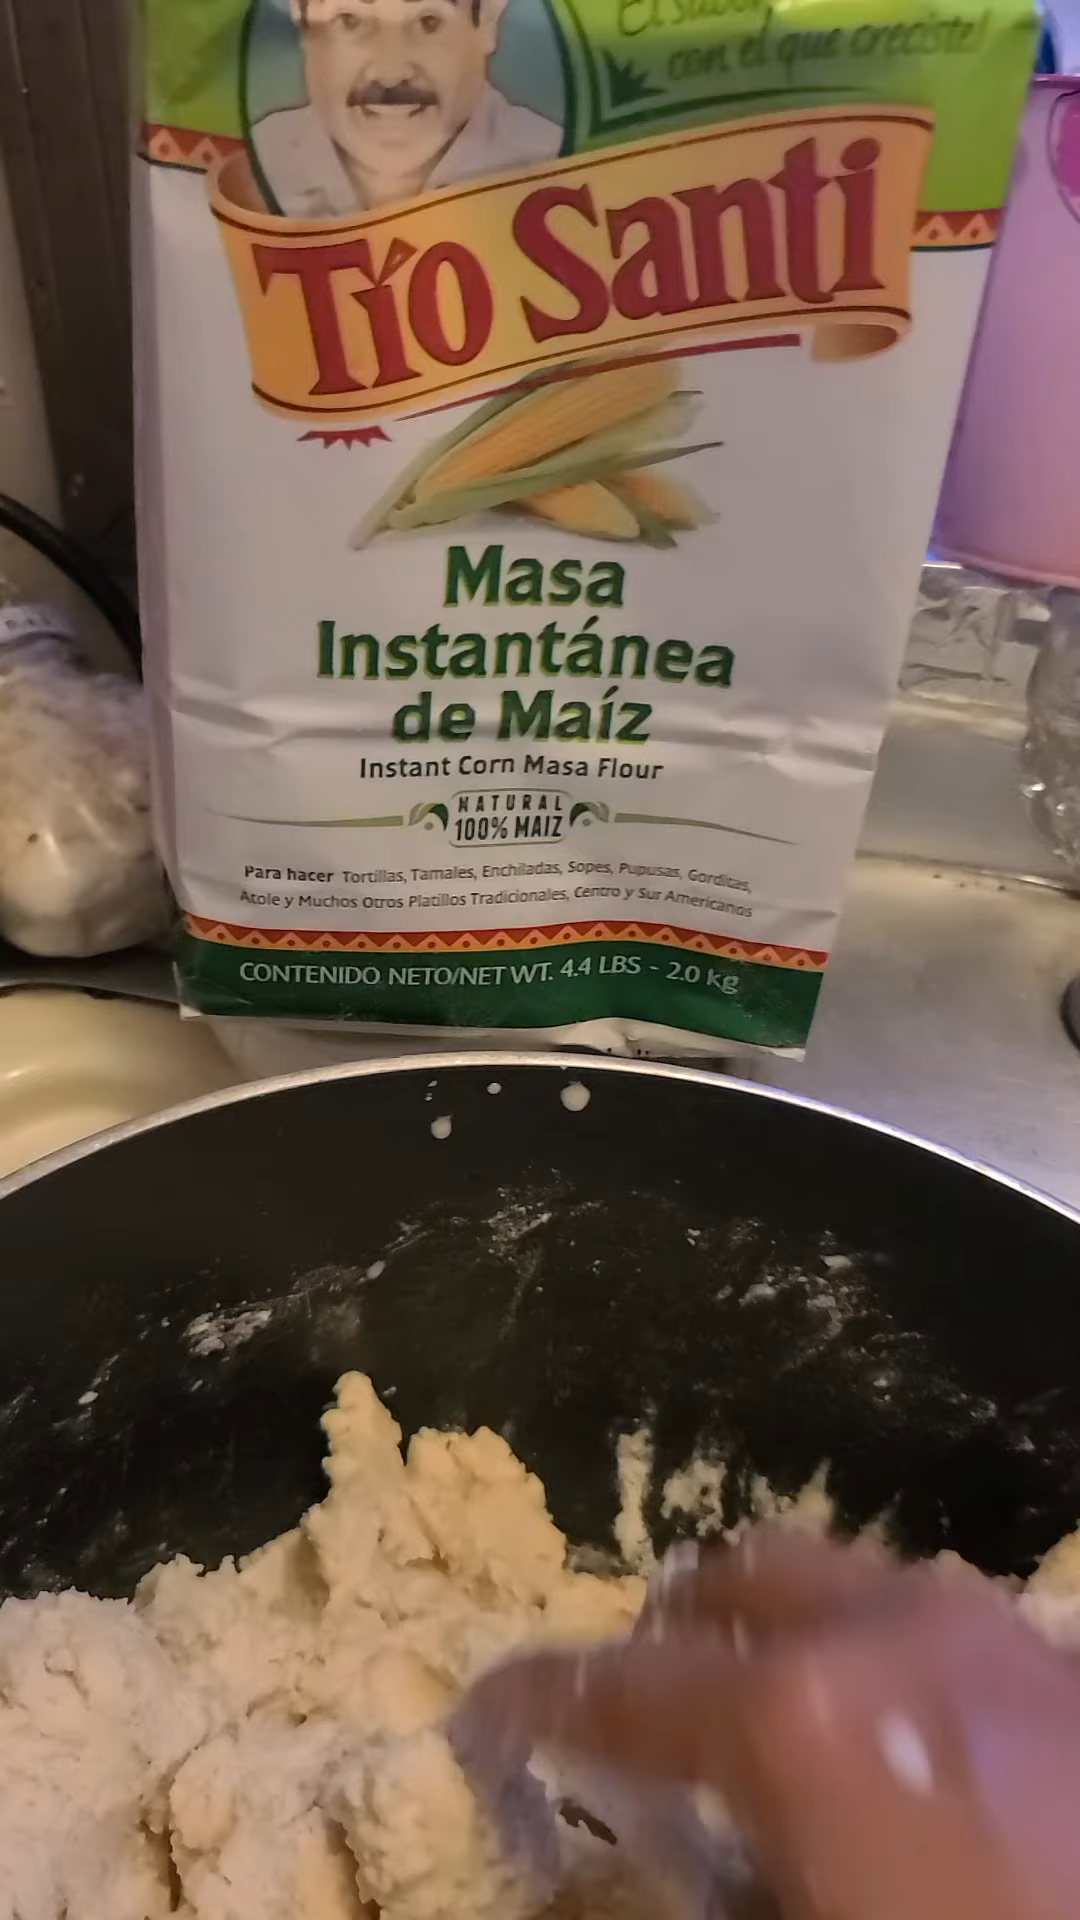 El sabor
con el que creciste!
Tío Santi
Masa
Instantánea
de Maíz
Instant Corn Masa Flour
NATURAL
100% MAIZ
Para hacer Tortillas, Tamales, Enchiladas, Sopes, Pupusas, Gorditas,
Atole y Muchos Otros Platillos Tradicionales, Centro y Sur Americanos
CONTENIDO NETO/NET WT. 4.4 LBS - 2.0 kg